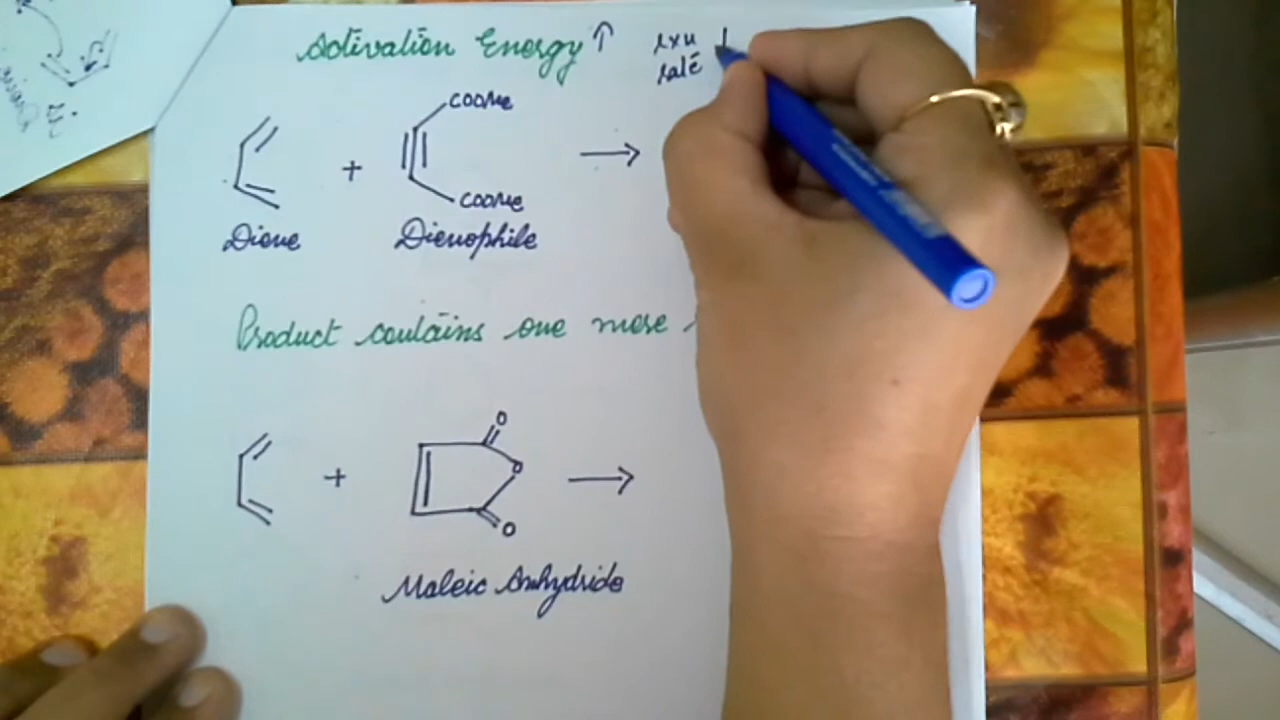 Activation Energy ↑ rxn
rate
COOMe
+ →
COOMe
Diene Dienophile
Product contains one more
O
+ O →
O
Maleic Anhydride